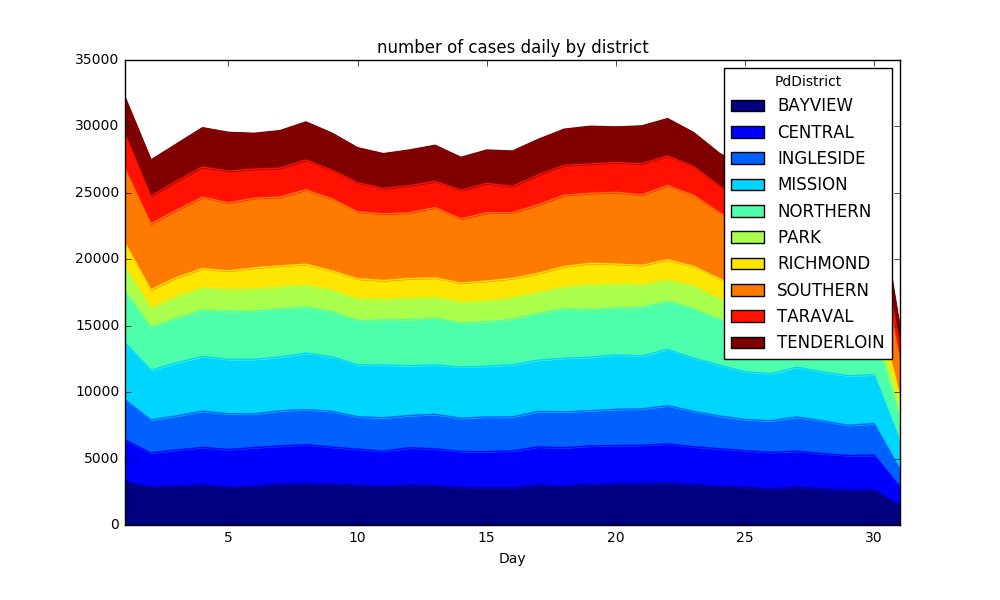 number of cases daily by district
35000
30000
25000
20000
15000
10000
5000
0
PdDistrict
BAYVIEW
CENTRAL
INGLESIDE
MISSION
NORTHERN
PARK
RICHMOND
SOUTHERN
TARAVAL
TENDERLOIN
5 10 15 20 25 30
Day